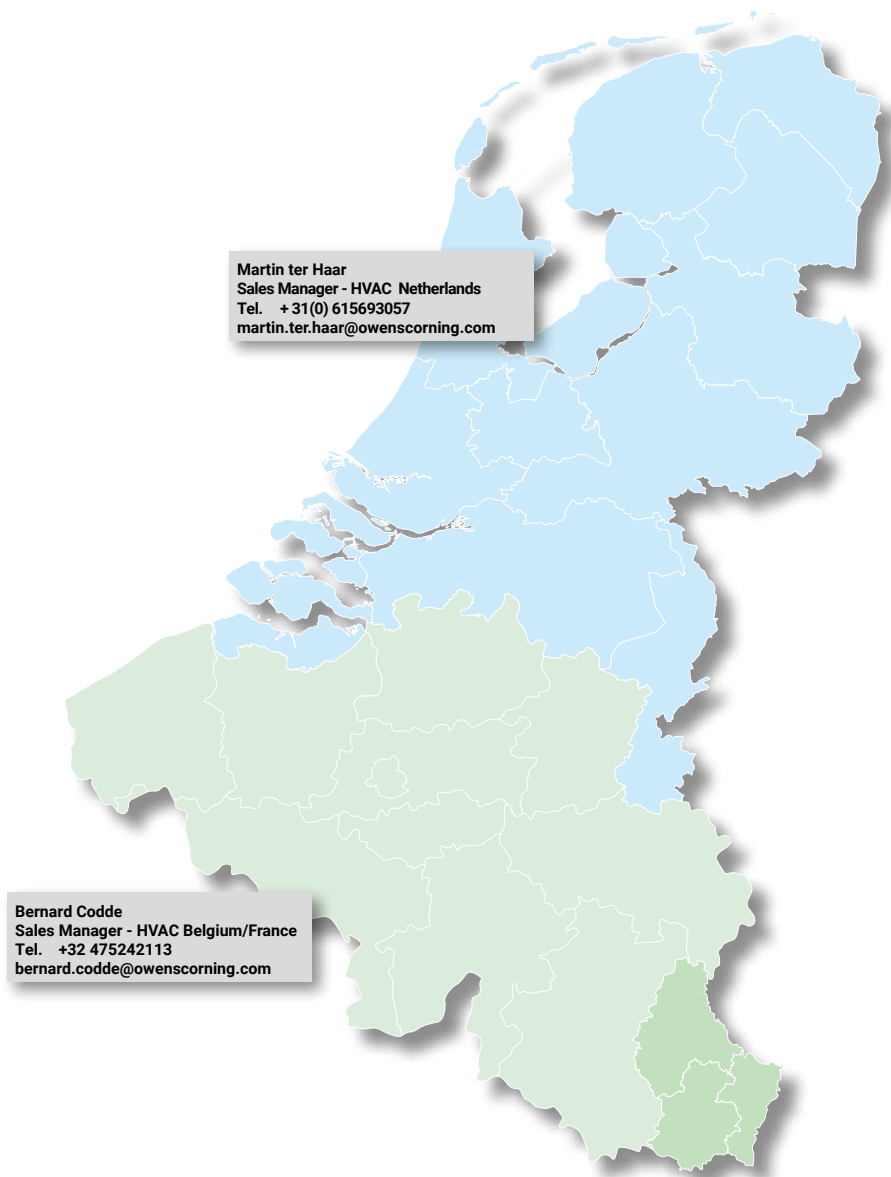 Martin ter Haar
Sales Manager - HVAC Netherlands
Tel. + 31(0) 615693057
martin.ter.haar@owenscorning.com
Bernard Codde
Sales Manager - HVAC Belgium/France
Tel. +32 475242113
bernard.codde@owenscorning.com